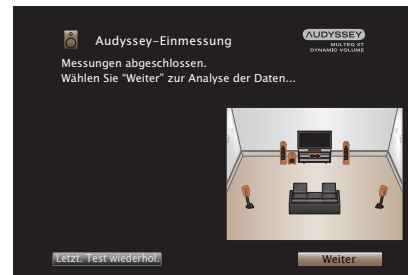 Audyssey-Einmessung
AUDYSSEY
MULTEQ XT
DYNAMIC VOLUME
Messungen abgeschlossen.
Wählen Sie “Weiter” zur Analyse der Daten...
Letzt. Test wiederhol.
Weiter